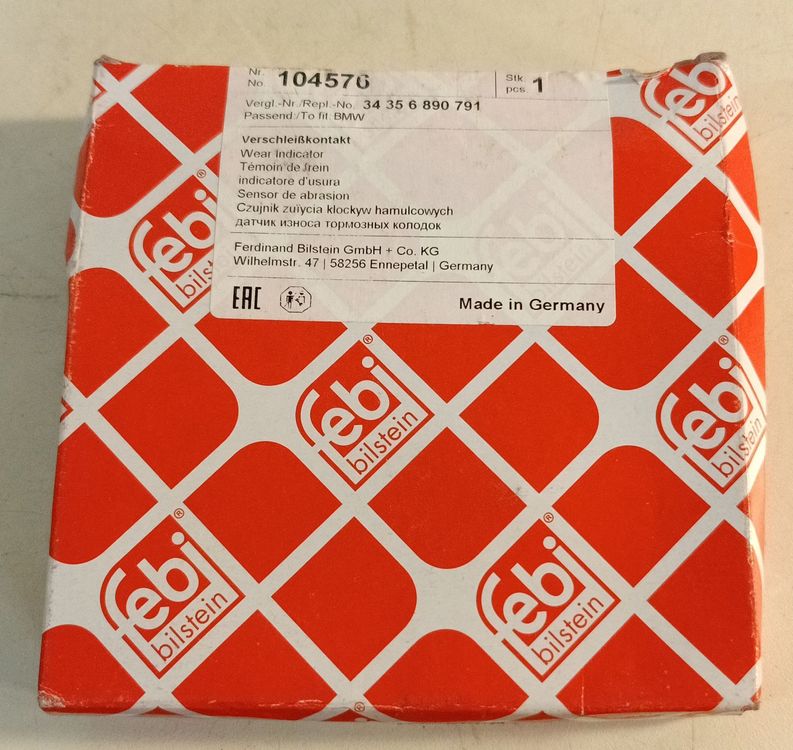 Nr.
No. 104576
Stk.
pcs. 1
Vergl.-Nr./Repl.-No. 34 35 6 890 791
Passend:/To fit: BMW
Verschleißkontakt
Wear Indicator
Témoin de frein
indicatore d'usura
Sensor de abrasion
Czujnik zuïycia klockyw hamulcowych
датчик износа тормозных колодок
Ferdinand Bilstein GmbH + Co. KG
Wilhelmstr. 47 | 58256 Ennepetal | Germany
EAC
Made in Germany
febi
bilstein
febi ®
bilstein
febi ®
bilstein
febi ®
bilstein
febi ®
bilstein
febi ®
bilstein